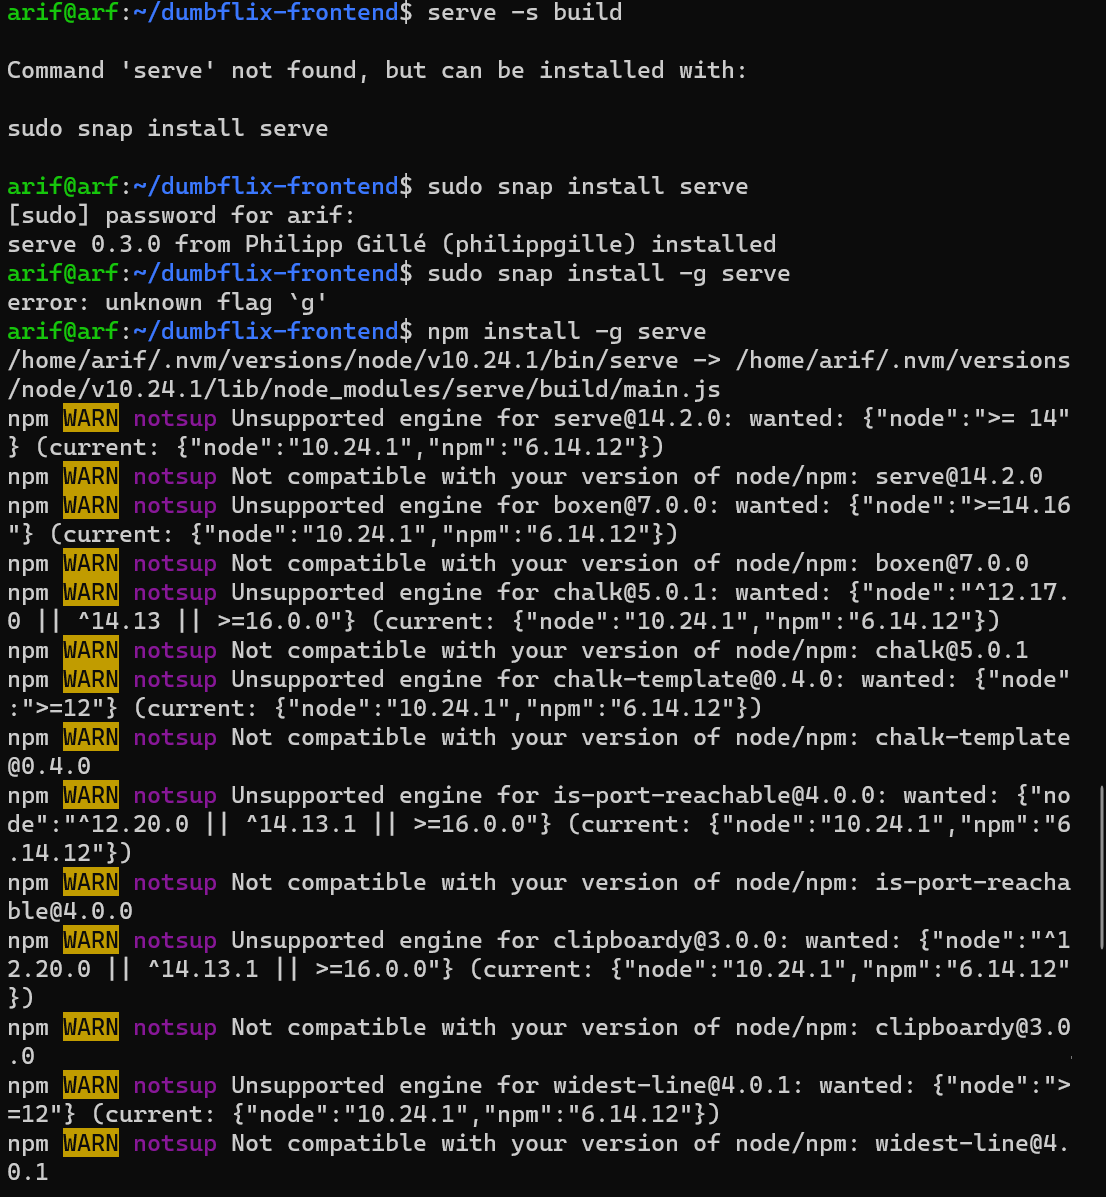 arif@arf:~/dumbflix-frontend$ serve -s build
Command 'serve' not found, but can be installed with:
sudo snap install serve
arif@arf:~/dumbflix-frontend$ sudo snap install serve
[sudo] password for arif:
serve 0.3.0 from Philipp Gillé (philippgille) installed
arif@arf:~/dumbflix-frontend$ sudo snap install -g serve
error: unknown flag `g'
arif@arf:~/dumbflix-frontend$ npm install -g serve
/home/arif/.nvm/versions/node/v10.24.1/bin/serve -> /home/arif/.nvm/versions
/node/v10.24.1/lib/node_modules/serve/build/main.js
npm WARN notsup Unsupported engine for serve@14.2.0: wanted: {"node":">= 14"
} (current: {"node":"10.24.1","npm":"6.14.12"})
npm WARN notsup Not compatible with your version of node/npm: serve@14.2.0
npm WARN notsup Unsupported engine for boxen@7.0.0: wanted: {"node":">=14.16
"} (current: {"node":"10.24.1","npm":"6.14.12"})
npm WARN notsup Not compatible with your version of node/npm: boxen@7.0.0
npm WARN notsup Unsupported engine for chalk@5.0.1: wanted: {"node":"^12.17.
0 || ^14.13 || >=16.0.0"} (current: {"node":"10.24.1","npm":"6.14.12"})
npm WARN notsup Not compatible with your version of node/npm: chalk@5.0.1
npm WARN notsup Unsupported engine for chalk-template@0.4.0: wanted: {"node"
:">=12"} (current: {"node":"10.24.1","npm":"6.14.12"})
npm WARN notsup Not compatible with your version of node/npm: chalk-template
@0.4.0
npm WARN notsup Unsupported engine for is-port-reachable@4.0.0: wanted: {"no
de":"^12.20.0 || ^14.13.1 || >=16.0.0"} (current: {"node":"10.24.1","npm":"6
.14.12"})
npm WARN notsup Not compatible with your version of node/npm: is-port-reacha
ble@4.0.0
npm WARN notsup Unsupported engine for clipboardy@3.0.0: wanted: {"node":"^1
2.20.0 || ^14.13.1 || >=16.0.0"} (current: {"node":"10.24.1","npm":"6.14.12"
})
npm WARN notsup Not compatible with your version of node/npm: clipboardy@3.0
.0
npm WARN notsup Unsupported engine for widest-line@4.0.1: wanted: {"node":">
=12"} (current: {"node":"10.24.1","npm":"6.14.12"})
npm WARN notsup Not compatible with your version of node/npm: widest-line@4.
0.1